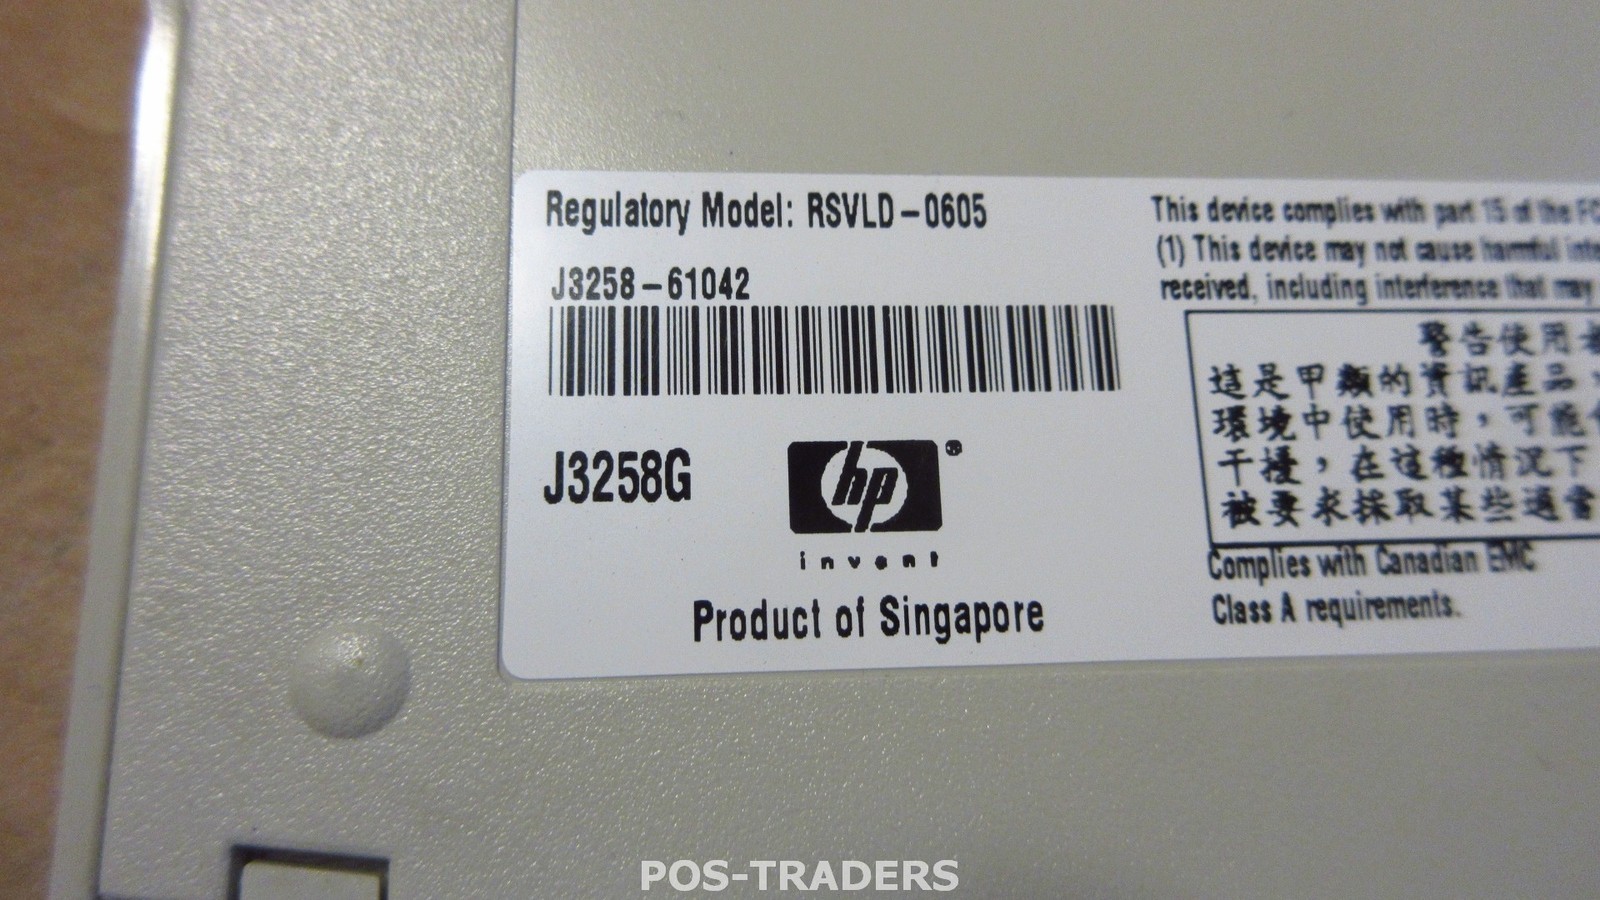 Regulatory Model: RSVLD-0605
J3258-61042
J3258G
hp®
invent
Product of Singapore
This device complies with part 15 of the FC
(1) This device may not cause harmful inte
received, including interference that may
警告使用者
這是甲類的資訊產品，
環境中使用時，可能
干擾，在這種情況下
被要求採取某些適當
Complies with Canadian EMC
Class A requirements.
POS-TRADERS